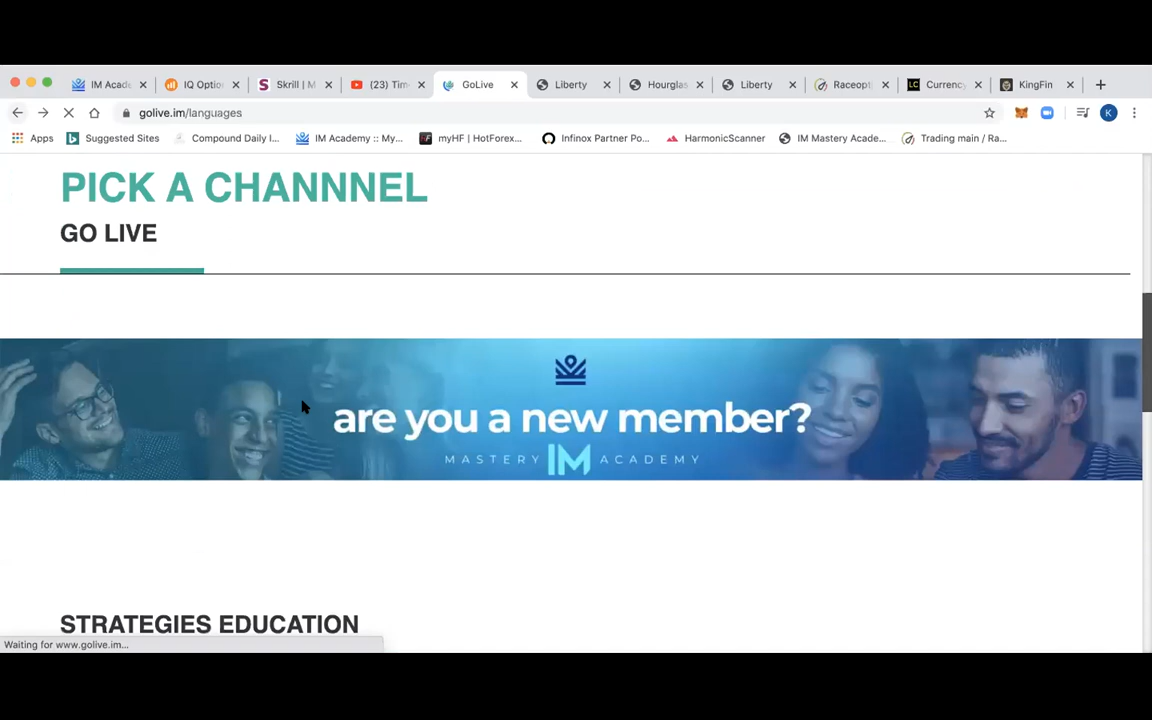 IM Acade
IQ Optio
Skrill | M
(23) Tim
GoLive
Liberty
Hourglas
Liberty
Raceopti
Currency
KingFin
golive.im/languages
K
Apps
Suggested Sites
Compound Daily I...
IM Academy :: My...
myHF | HotForex...
Infinox Partner Po...
HarmonicScanner
IM Mastery Acade...
Trading main / Ra...
PICK A CHANNNEL
GO LIVE
are you a new member?
MASTERY IM ACADEMY
STRATEGIES EDUCATION
Waiting for www.golive.im...